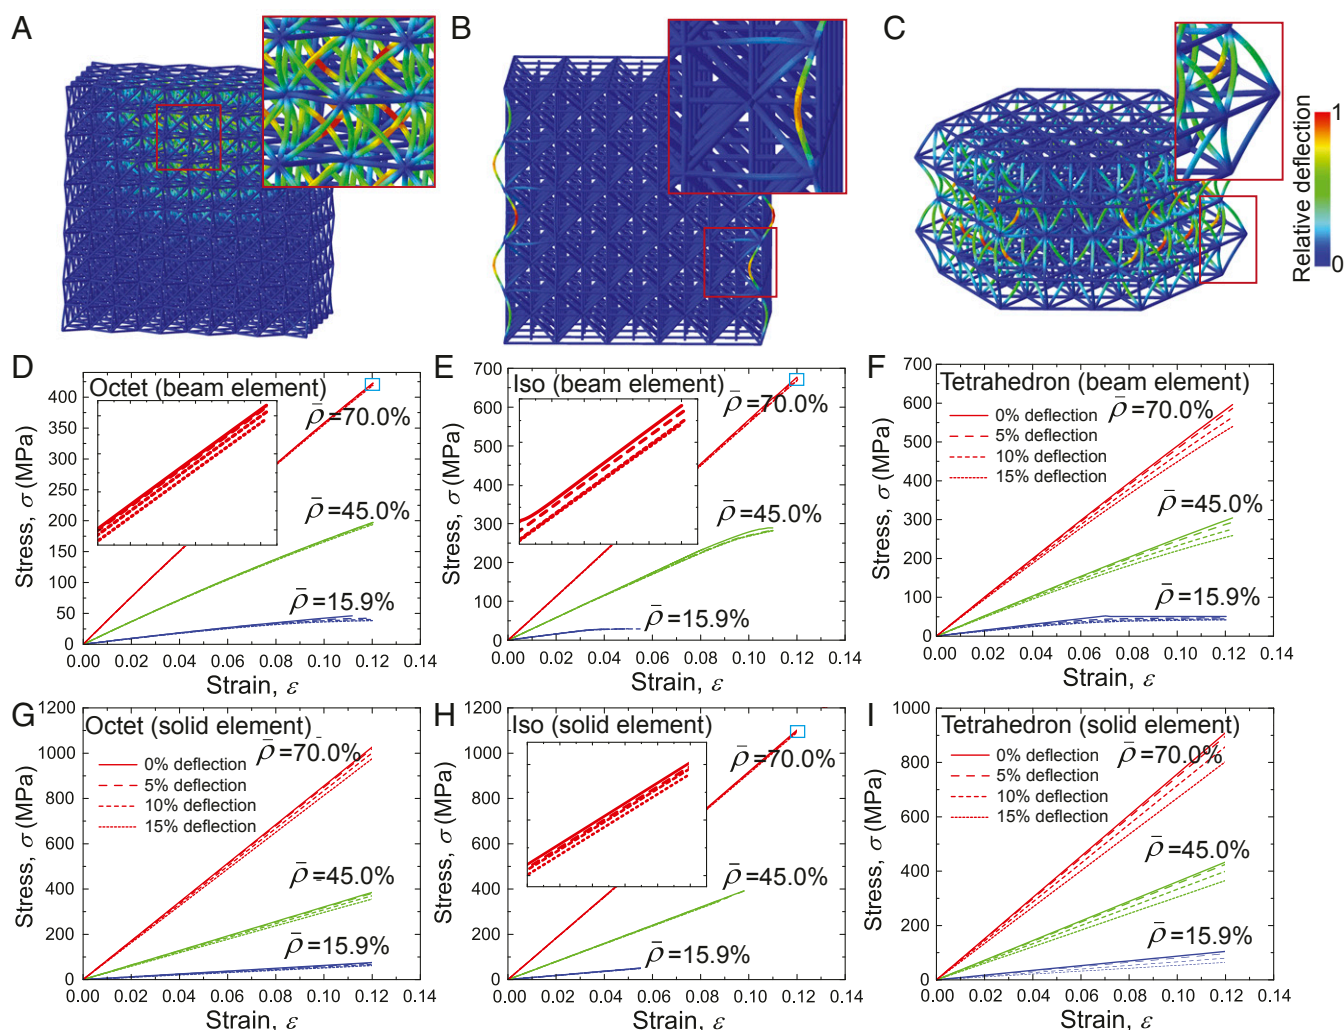 A
B
C
Relative deflection
1
0
D
Octet (beam element)
ρ̄ =70.0%
ρ̄ =45.0%
ρ̄ =15.9%
Stress, σ (MPa)
400
350
300
250
200
150
100
50
0
0.00 0.02 0.04 0.06 0.08 0.10 0.12 0.14
Strain, ε
E
Iso (beam element)
ρ̄ =70.0%
ρ̄ =45.0%
ρ̄ =15.9%
Stress, σ (MPa)
700
600
500
400
300
200
100
0
0.00 0.02 0.04 0.06 0.08 0.10 0.12 0.14
Strain, ε
F
Tetrahedron (beam element)
0% deflection
5% deflection
10% deflection
15% deflection
ρ̄ =70.0%
ρ̄ =45.0%
ρ̄ =15.9%
Stress, σ (MPa)
700
600
500
400
300
200
100
0
0.00 0.02 0.04 0.06 0.08 0.10 0.12 0.14
Strain, ε
G
Octet (solid element)
0% deflection
5% deflection
10% deflection
15% deflection
ρ̄ =70.0%
ρ̄ =45.0%
ρ̄ =15.9%
Stress, σ (MPa)
1200
1000
800
600
400
200
0
0.00 0.02 0.04 0.06 0.08 0.10 0.12 0.14
Strain, ε
H
Iso (solid element)
ρ̄ =70.0%
ρ̄ =45.0%
ρ̄ =15.9%
Stress, σ (MPa)
1200
1000
800
600
400
200
0
0.00 0.02 0.04 0.06 0.08 0.10 0.12 0.14
Strain, ε
I
Tetrahedron (solid element)
0% deflection
5% deflection
10% deflection
15% deflection
ρ̄ =70.0%
ρ̄ =45.0%
ρ̄ =15.9%
Stress, σ (MPa)
1000
800
600
400
200
0
0.00 0.02 0.04 0.06 0.08 0.10 0.12 0.14
Strain, ε